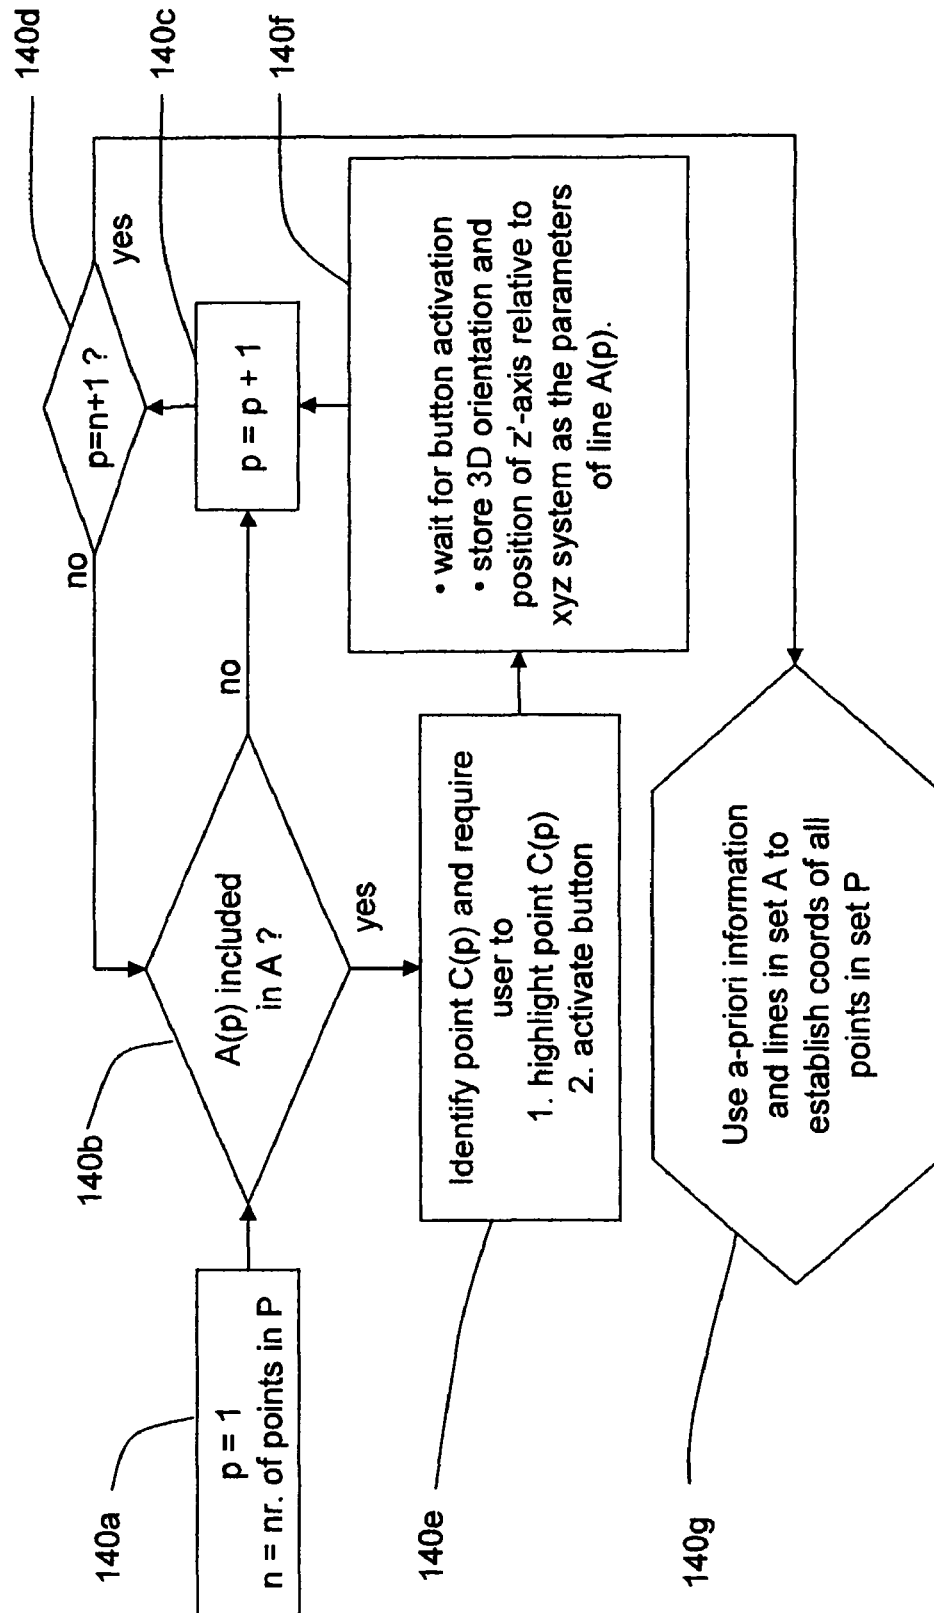 140a
p = 1
n = nr. of points in P
140b
A(p) included
in A ?
no
yes
140c
p = p + 1
140d
p=n+1 ?
no
yes
140e
Identify point C(p) and require
user to
1. highlight point C(p)
2. activate button
140f
• wait for button activation
• store 3D orientation and
position of z'-axis relative to
xyz system as the parameters
of line A(p).
140g
Use a-priori information
and lines in set A to
establish coords of all
points in set P